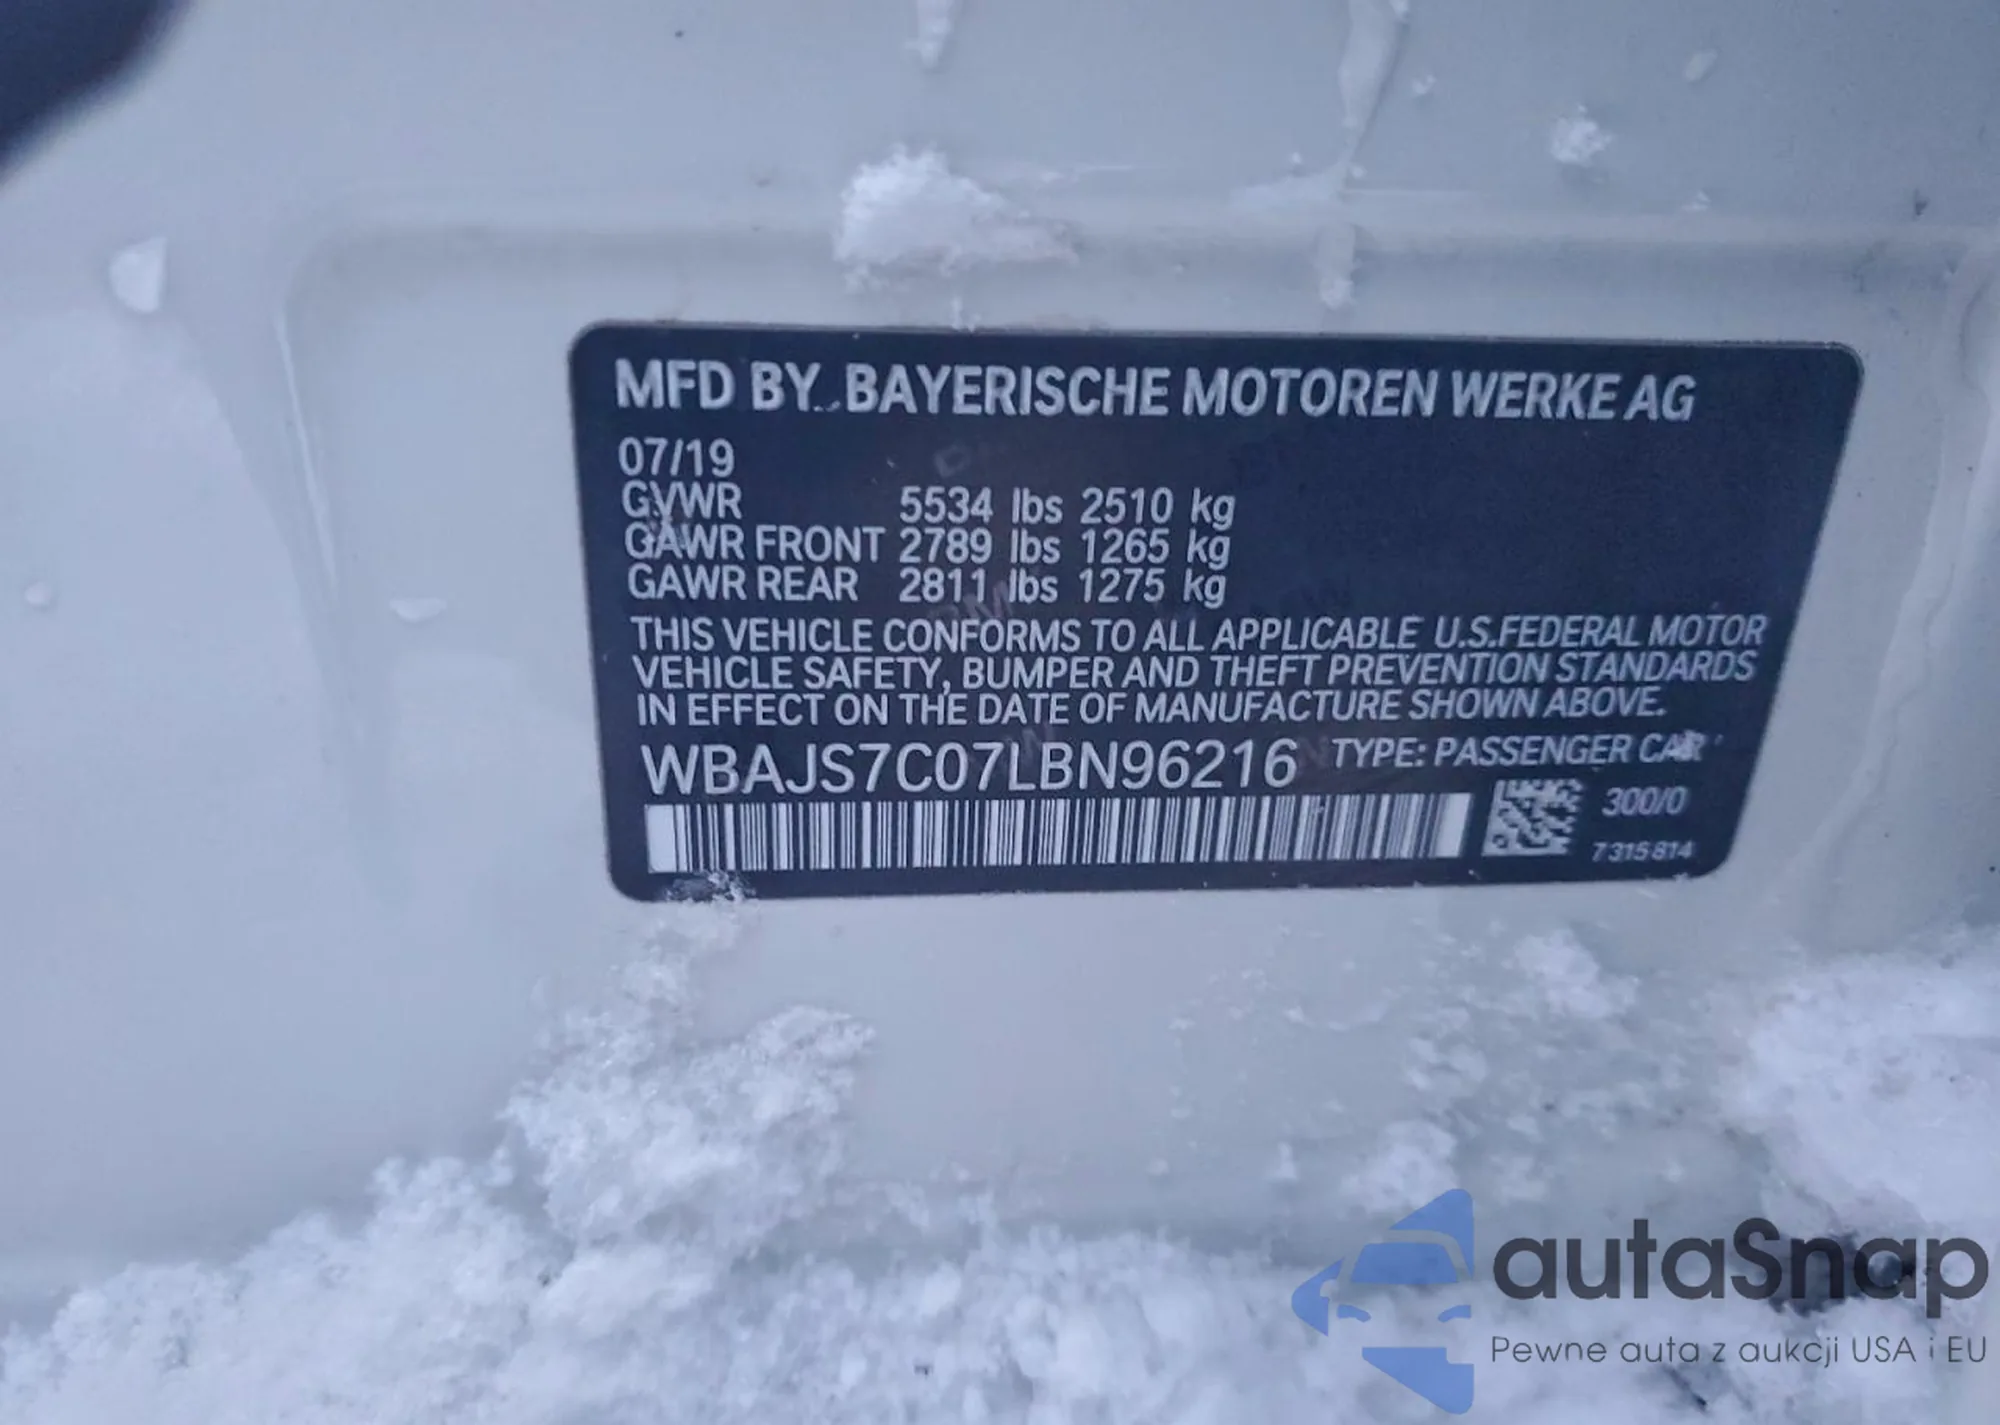 MFD BY BAYERISCHE MOTOREN WERKE AG
07/19
GVWR 5534 lbs 2510 kg
GAWR FRONT 2789 lbs 1265 kg
GAWR REAR 2811 lbs 1275 kg
THIS VEHICLE CONFORMS TO ALL APPLICABLE U.S.FEDERAL MOTOR
VEHICLE SAFETY, BUMPER AND THEFT PREVENTION STANDARDS
IN EFFECT ON THE DATE OF MANUFACTURE SHOWN ABOVE.
WBAJS7C07LBN96216 TYPE: PASSENGER CAR
300/0
7315814
autaSnap
Pewne auta z aukcji USA i EU